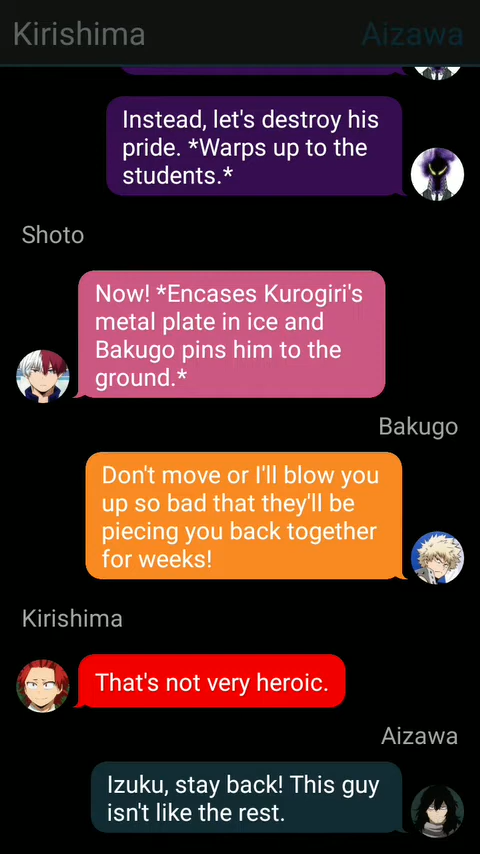 Kirishima
Aizawa
Instead, let's destroy his
pride. *Warps up to the
students.*
Shoto
Now! *Encases Kurogiri's
metal plate in ice and
Bakugo pins him to the
ground.*
Bakugo
Don't move or I'll blow you
up so bad that they'll be
piecing you back together
for weeks!
Kirishima
That's not very heroic.
Aizawa
Izuku, stay back! This guy
isn't like the rest.